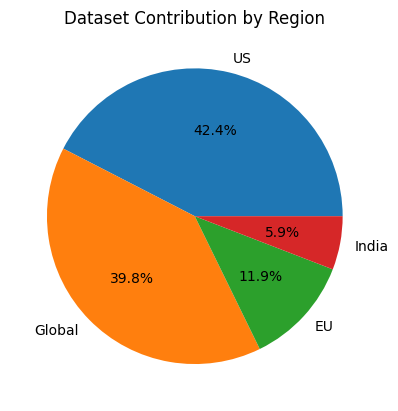 Dataset Contribution by Region
US
42.4%
5.9%
India
39.8%
11.9%
Global
EU